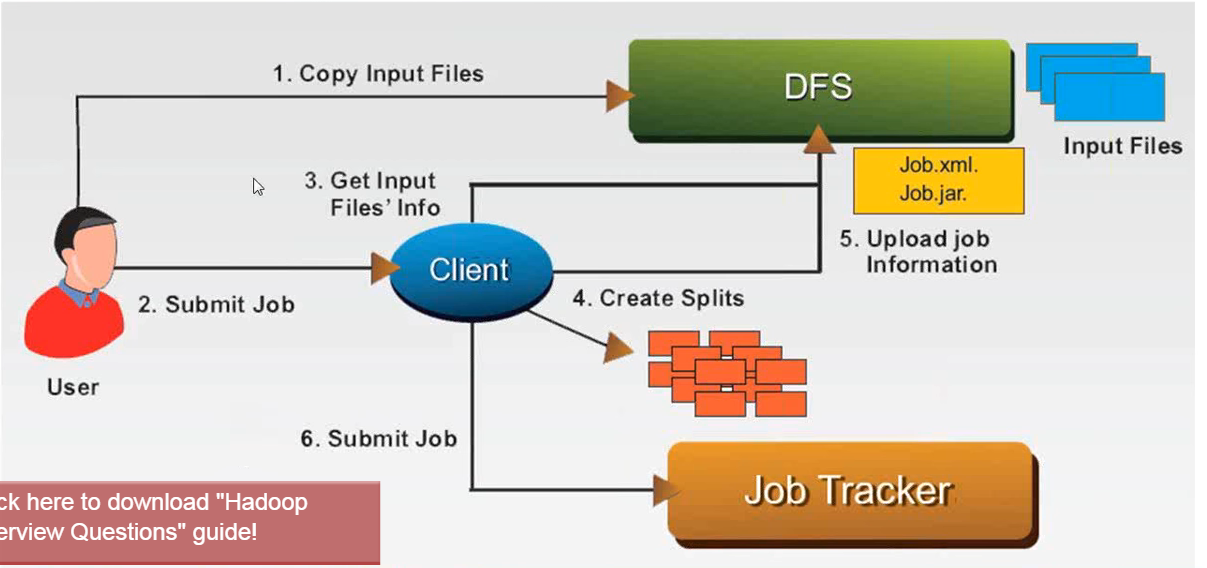 1. Copy Input Files
DFS
Input Files
Job.xml.
Job.jar.
3. Get Input
Files' Info
5. Upload job
Information
Client
2. Submit Job
4. Create Splits
User
6. Submit Job
Job Tracker
ck here to download "Hadoop
erview Questions" guide!